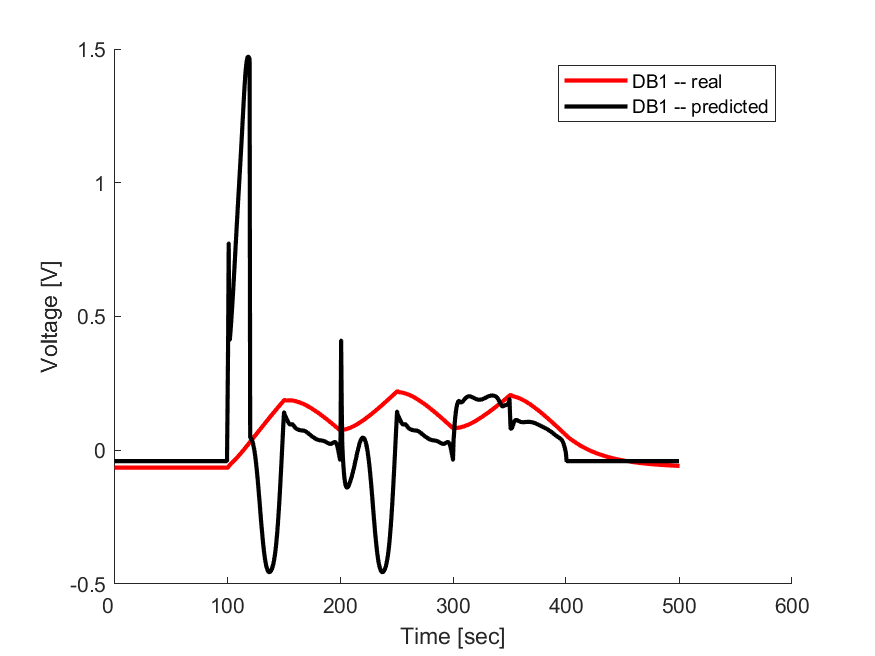 DB1 -- real
DB1 -- predicted
1.5
1
0.5
0
-0.5
Voltage [V]
0 100 200 300 400 500 600
Time [sec]